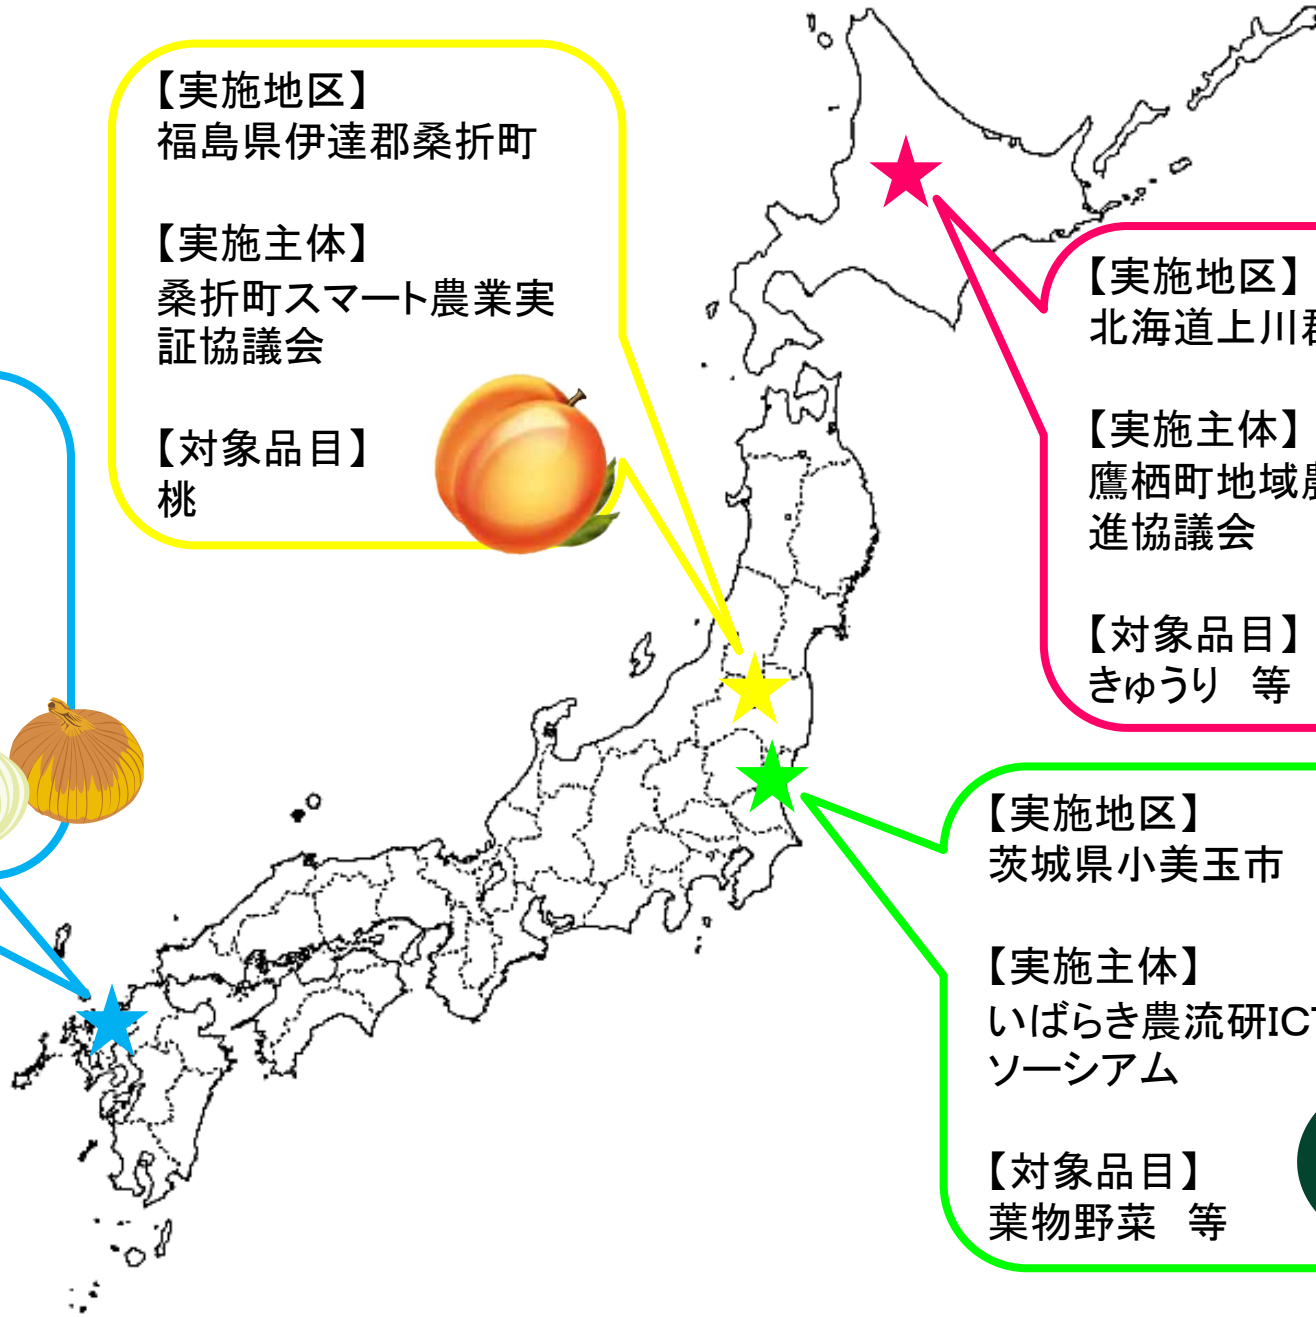 【実施地区】
福島県伊達郡桑折町
【実施主体】
桑折町スマート農業実
証協議会
【対象品目】
桃
【実施地区】
北海道上川郡
【実施主体】
鷹栖町地域農
進協議会
【対象品目】
きゅうり　等
【実施地区】
茨城県小美玉市
【実施主体】
いばらき農流研ICT
ソーシアム
【対象品目】
葉物野菜　等